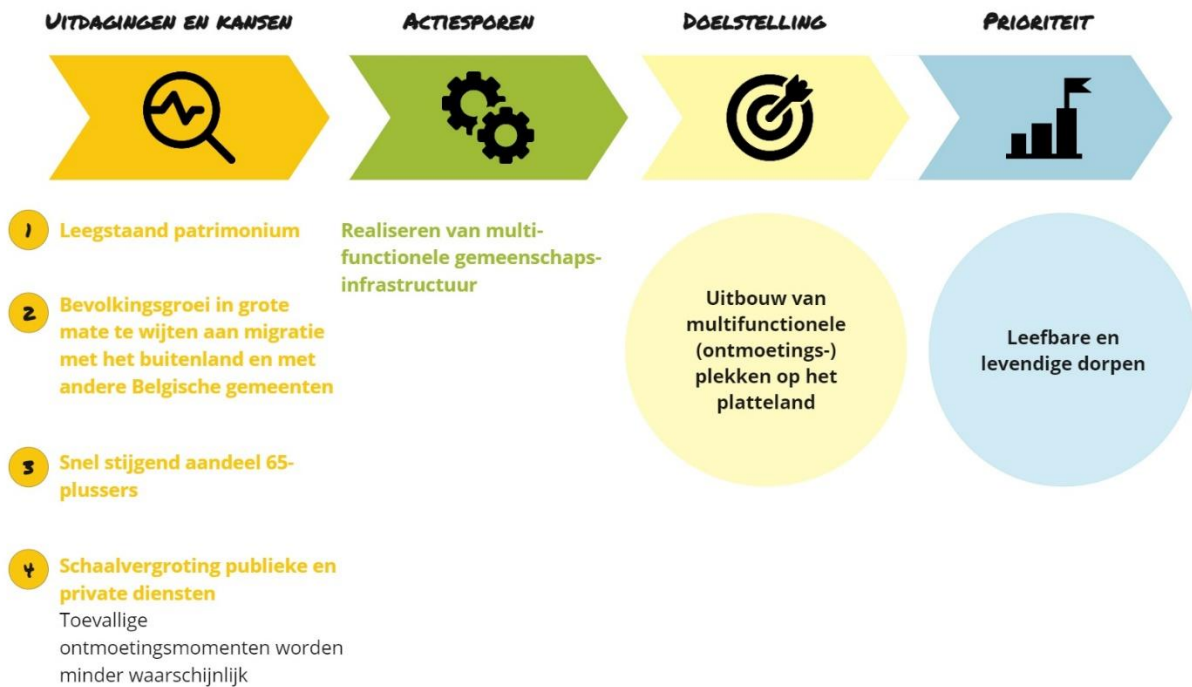 Uitdagingen en kansen
Actiesporen
Doelstelling
Prioriteit
1
Leegstaand patrimonium
2
Bevolkingsgroei in grote
mate te wijten aan migratie
met het buitenland en met
andere Belgische gemeenten
3
Snel stijgend aandeel 65-
plussers
4
Schaalvergroting publieke en
private diensten
Toevallige
ontmoetingsmomenten worden
minder waarschijnlijk
Realiseren van multi-
functionele gemeenschaps-
infrastructuur
Uitbouw van
multifunctionele
(ontmoetings-)
plekken op het
platteland
Leefbare en
levendige dorpen